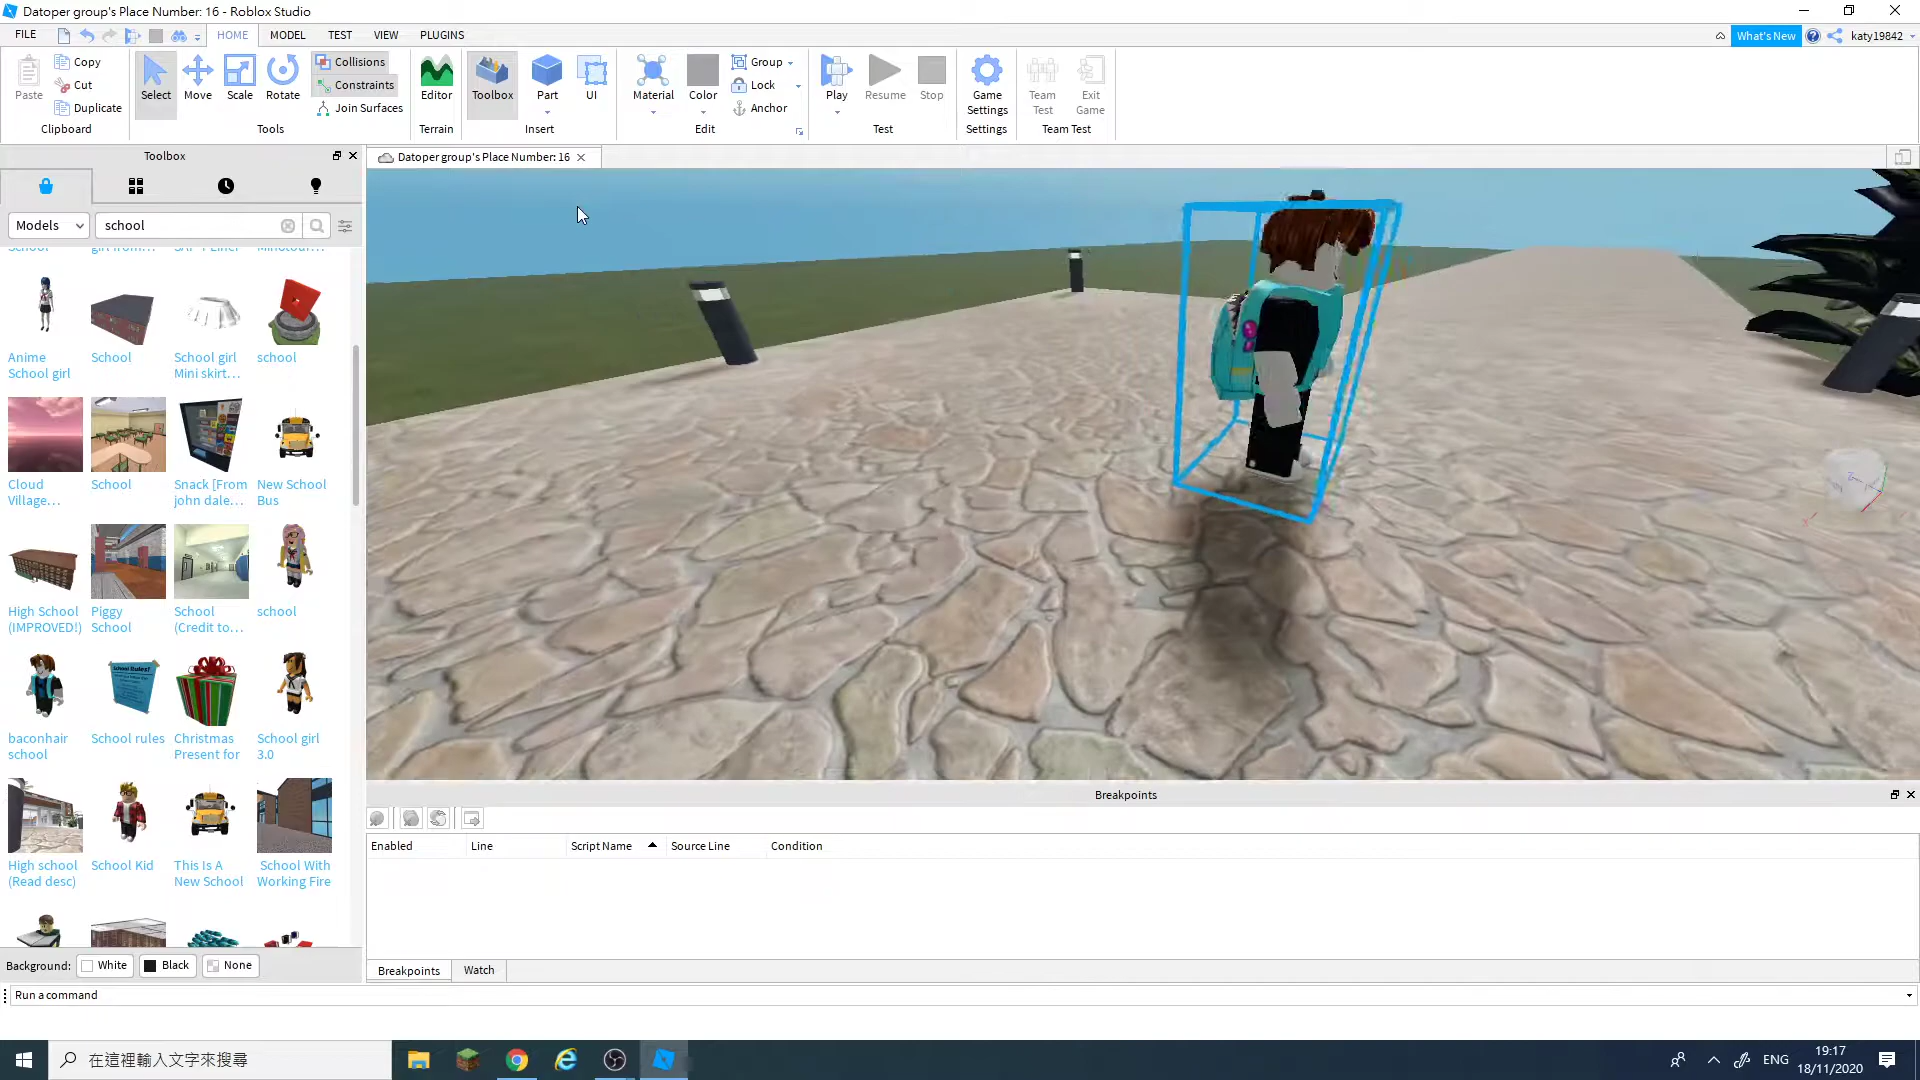 Datoper group's Place Number: 16 - Roblox Studio
FILE
HOME
MODEL
TEST
VIEW
PLUGINS
What's New
katy19842
Paste
Copy
Cut
Duplicate
Clipboard
Select
Move
Scale
Rotate
Collisions
Constraints
Join Surfaces
Tools
Editor
Terrain
Toolbox
Part
UI
Insert
Material
Color
Group
Lock
Anchor
Edit
Play
Resume
Stop
Test
Game
Settings
Settings
Team
Test
Exit
Game
Team Test
Toolbox
Datoper group's Place Number: 16
Models
school
Anime
School girl
School
School girl
Mini skirt...
school
Cloud
Village...
School
Snack [From
john dale...
New School
Bus
High School
(IMPROVED!)
Piggy
School
School
(Credit to...
school
baconhair
school
School rules
Christmas
Present for
School girl
3.0
High school
(Read desc)
School Kid
This Is A
New School
School With
Working Fire
Background:
White
Black
None
Breakpoints
Enabled
Line
Script Name
Source Line
Condition
Breakpoints
Watch
Run a command
在這裡輸入文字來搜尋
ENG
19:17
18/11/2020